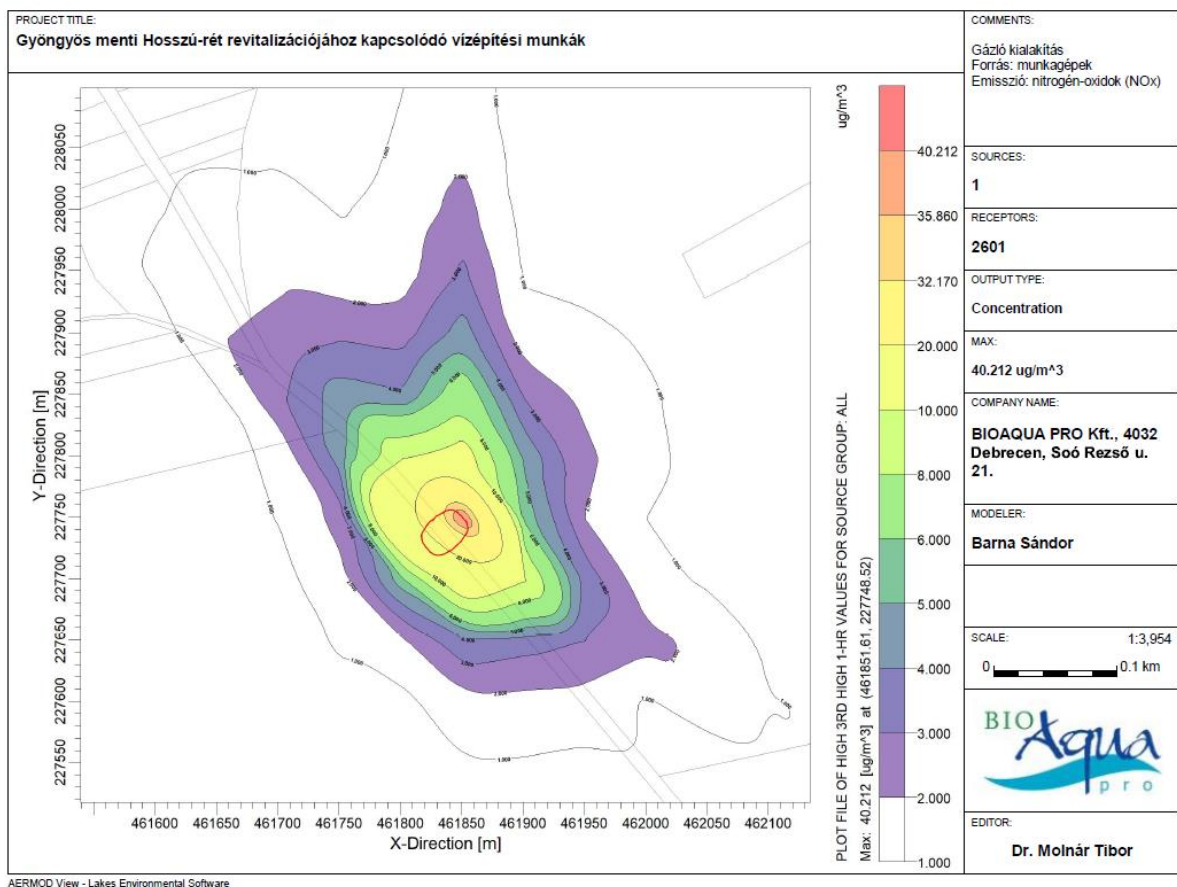 PROJECT TITLE:
Gyöngyös menti Hosszú-rét revitalizációjához kapcsolódó vízépítési munkák
COMMENTS:
Gázló kialakítás
Forrás: munkagépek
Emisszió: nitrogén-oxidok (NOx)
SOURCES:
1
RECEPTORS:
2601
OUTPUT TYPE:
Concentration
MAX:
40.212 ug/m^3
COMPANY NAME:
BIOAQUA PRO Kft., 4032
Debrecen, Soó Rezső u.
21.
MODELER:
Barna Sándor
SCALE:
1:3,954
0
0.1 km
BIO
Aqua
pro
EDITOR:
Dr. Molnár Tibor
Y-Direction [m]
228050
228000
227950
227900
227850
227800
227750
227700
227650
227600
227550
461600 461650 461700 461750 461800 461850 461900 461950 462000 462050 462100
X-Direction [m]
PLOT FILE OF HIGH 3RD HIGH 1-HR VALUES FOR SOURCE GROUP: ALL
ug/m^3
Max: 40.212 [ug/m^3] at (461851.61, 227748.52)
40.212
35.860
32.170
20.000
10.000
8.000
6.000
5.000
4.000
3.000
2.000
1.000
AERMOD View - Lakes Environmental Software